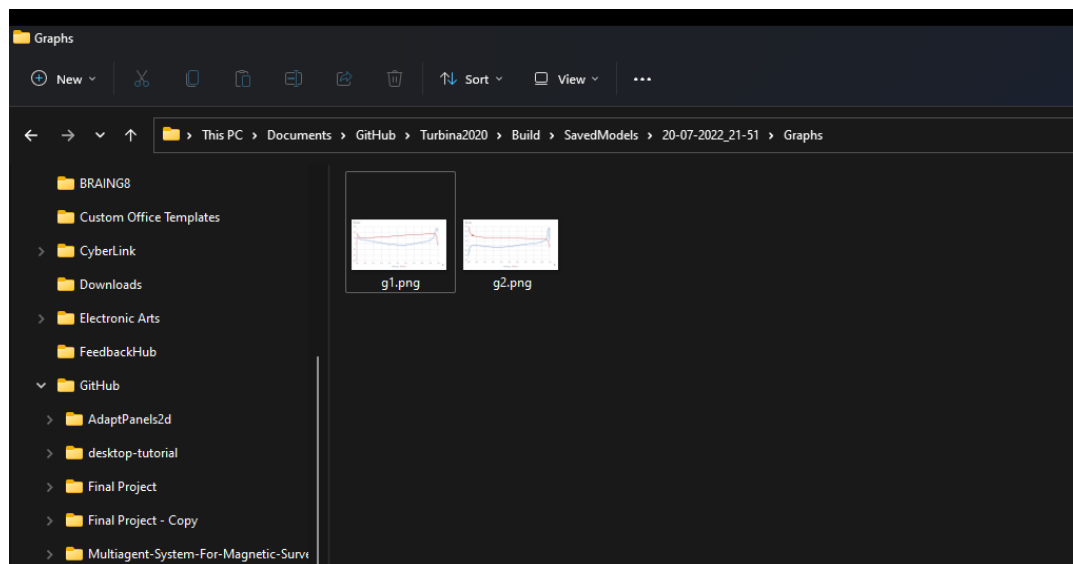 Graphs
New Sort View
This PC > Documents > GitHub > Turbina2020 > Build > SavedModels > 20-07-2022_21-51 > Graphs
BRAING8
Custom Office Templates
CyberLink
Downloads
Electronic Arts
FeedbackHub
GitHub
AdaptPanels2d
desktop-tutorial
Final Project
Final Project - Copy
Multiagent-System-For-Magnetic-Surve
g1.png g2.png